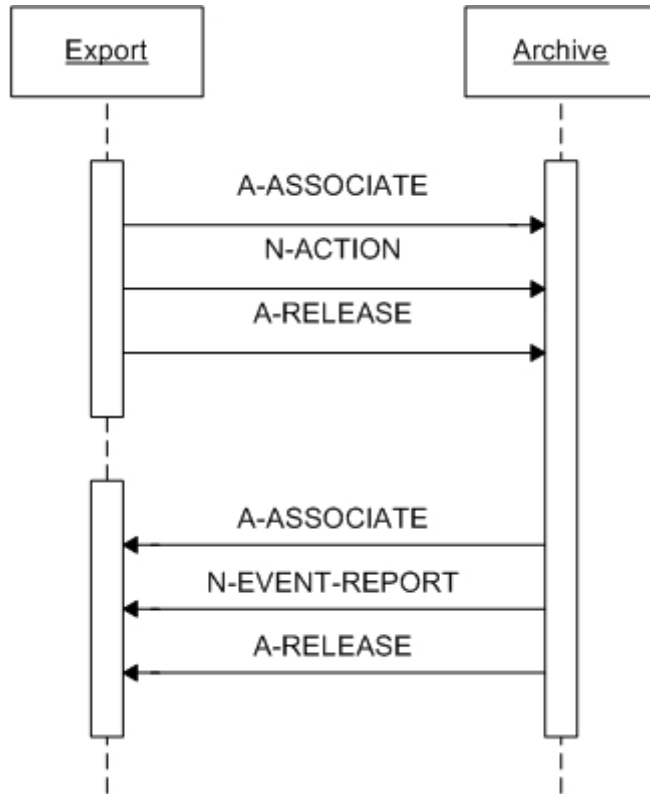 Export
Archive
A-ASSOCIATE
N-ACTION
A-RELEASE
A-ASSOCIATE
N-EVENT-REPORT
A-RELEASE